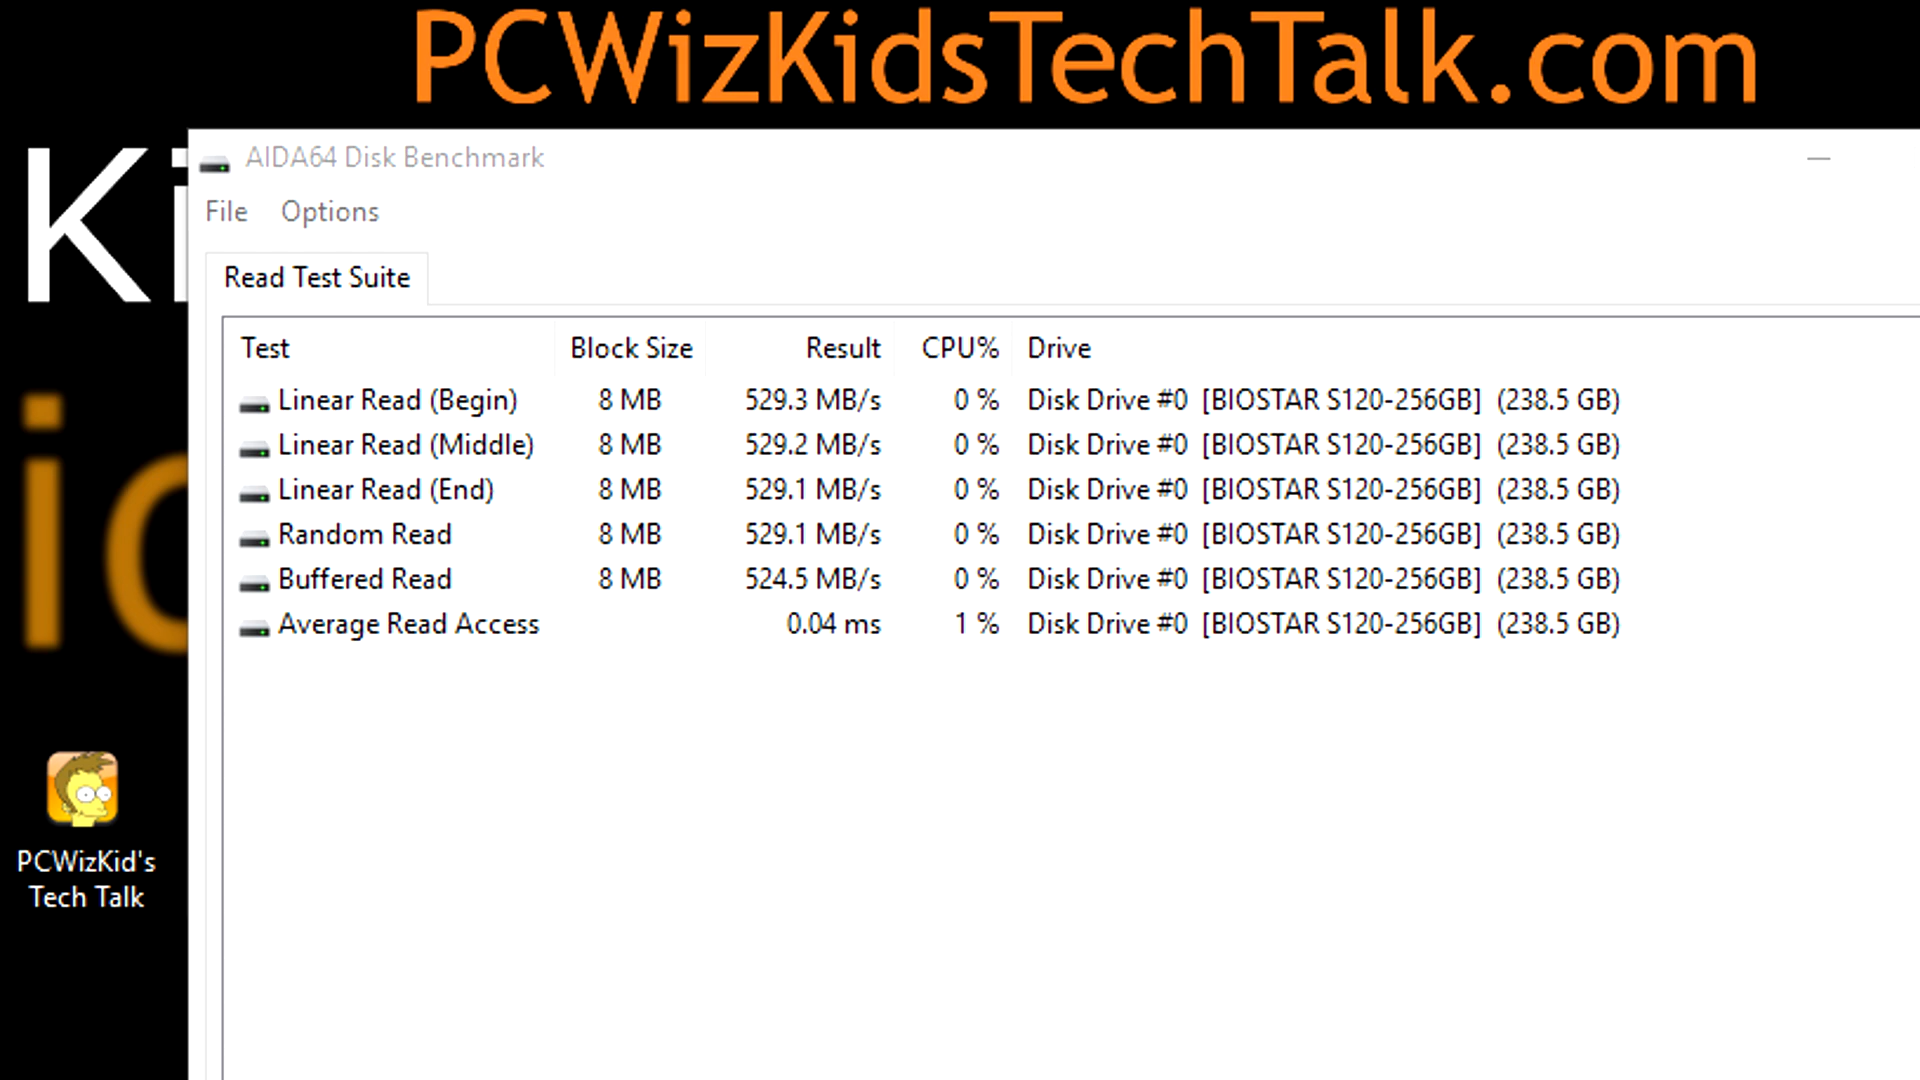 PCWizKidsTechTalk.com
Ki
AIDA64 Disk Benchmark
File Options
Read Test Suite
Test Block Size Result CPU% Drive
Linear Read (Begin) 8 MB 529.3 MB/s 0 % Disk Drive #0 [BIOSTAR S120-256GB] (238.5 GB)
Linear Read (Middle) 8 MB 529.2 MB/s 0 % Disk Drive #0 [BIOSTAR S120-256GB] (238.5 GB)
Linear Read (End) 8 MB 529.1 MB/s 0 % Disk Drive #0 [BIOSTAR S120-256GB] (238.5 GB)
Random Read 8 MB 529.1 MB/s 0 % Disk Drive #0 [BIOSTAR S120-256GB] (238.5 GB)
Buffered Read 8 MB 524.5 MB/s 0 % Disk Drive #0 [BIOSTAR S120-256GB] (238.5 GB)
Average Read Access 0.04 ms 1 % Disk Drive #0 [BIOSTAR S120-256GB] (238.5 GB)
PCWizKid's
Tech Talk